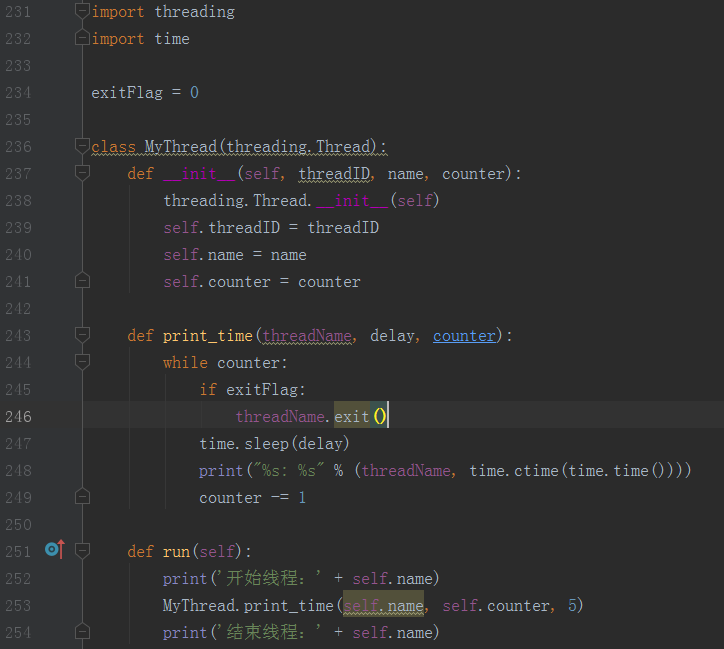 231 import threading
232 import time
233
234 exitFlag = 0
235
236 class MyThread(threading.Thread):
237     def __init__(self, threadID, name, counter):
238         threading.Thread.__init__(self)
239         self.threadID = threadID
240         self.name = name
241         self.counter = counter
242
243     def print_time(threadName, delay, counter):
244         while counter:
245             if exitFlag:
246                 threadName.exit()
247             time.sleep(delay)
248             print("%s: %s" % (threadName, time.ctime(time.time())))
249             counter -= 1
250
251     def run(self):
252         print('开始线程：' + self.name)
253         MyThread.print_time(self.name, self.counter, 5)
254         print('结束线程：' + self.name)